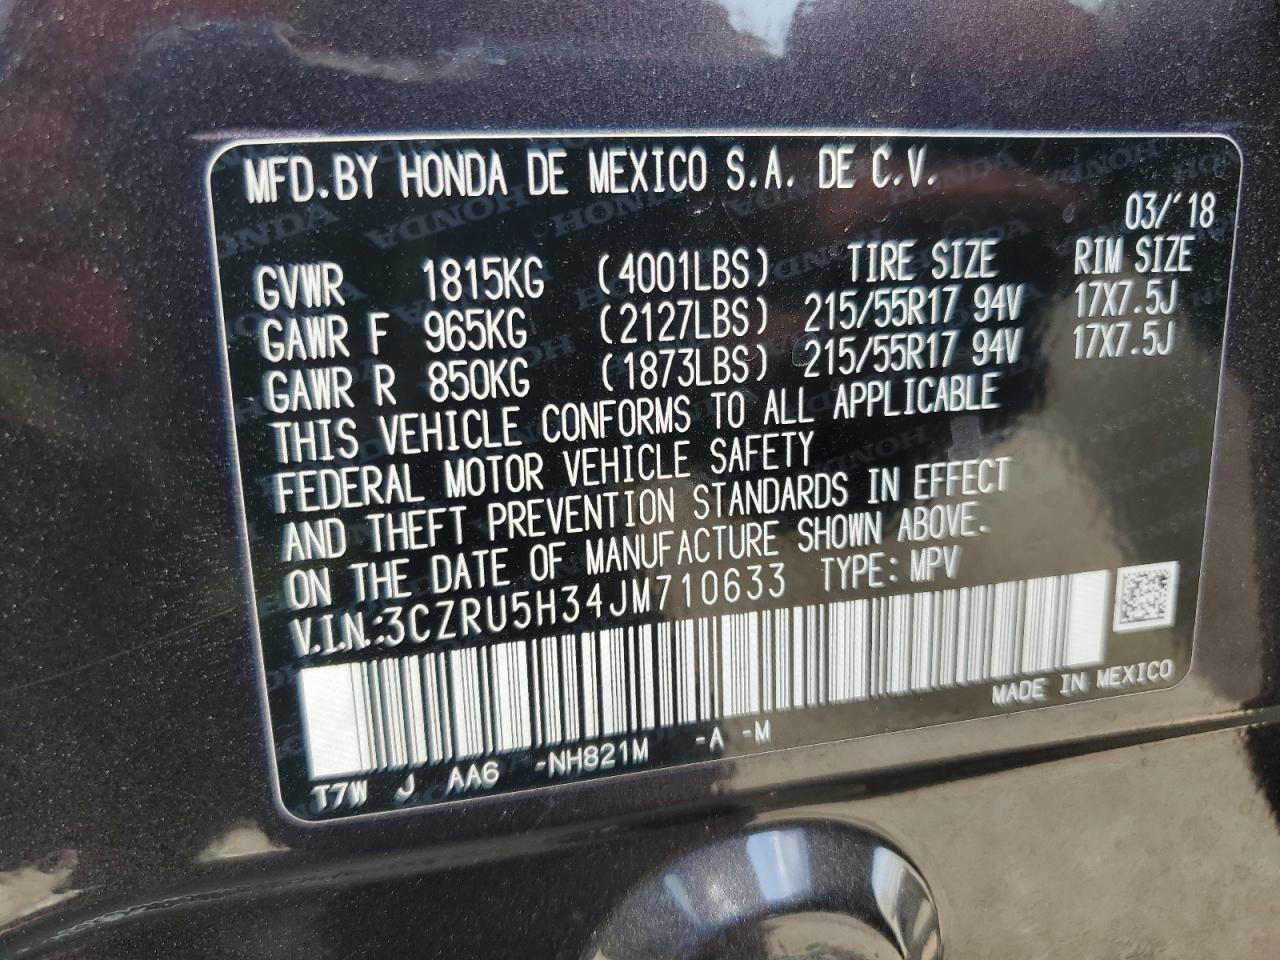 MFD.BY HONDA DE MEXICO S.A. DE C.V.
03/'18
GVWR 1815KG (4001LBS) TIRE SIZE RIM SIZE
GAWR F 965KG (2127LBS) 215/55R17 94V 17X7.5J
GAWR R 850KG (1873LBS) 215/55R17 94V 17X7.5J
THIS VEHICLE CONFORMS TO ALL APPLICABLE
FEDERAL MOTOR VEHICLE SAFETY
AND THEFT PREVENTION STANDARDS IN EFFECT
ON THE DATE OF MANUFACTURE SHOWN ABOVE.
V.I.N.:3CZRU5H34JM710633 TYPE: MPV
MADE IN MEXICO
T7W J AA6 -NH821M -A -M